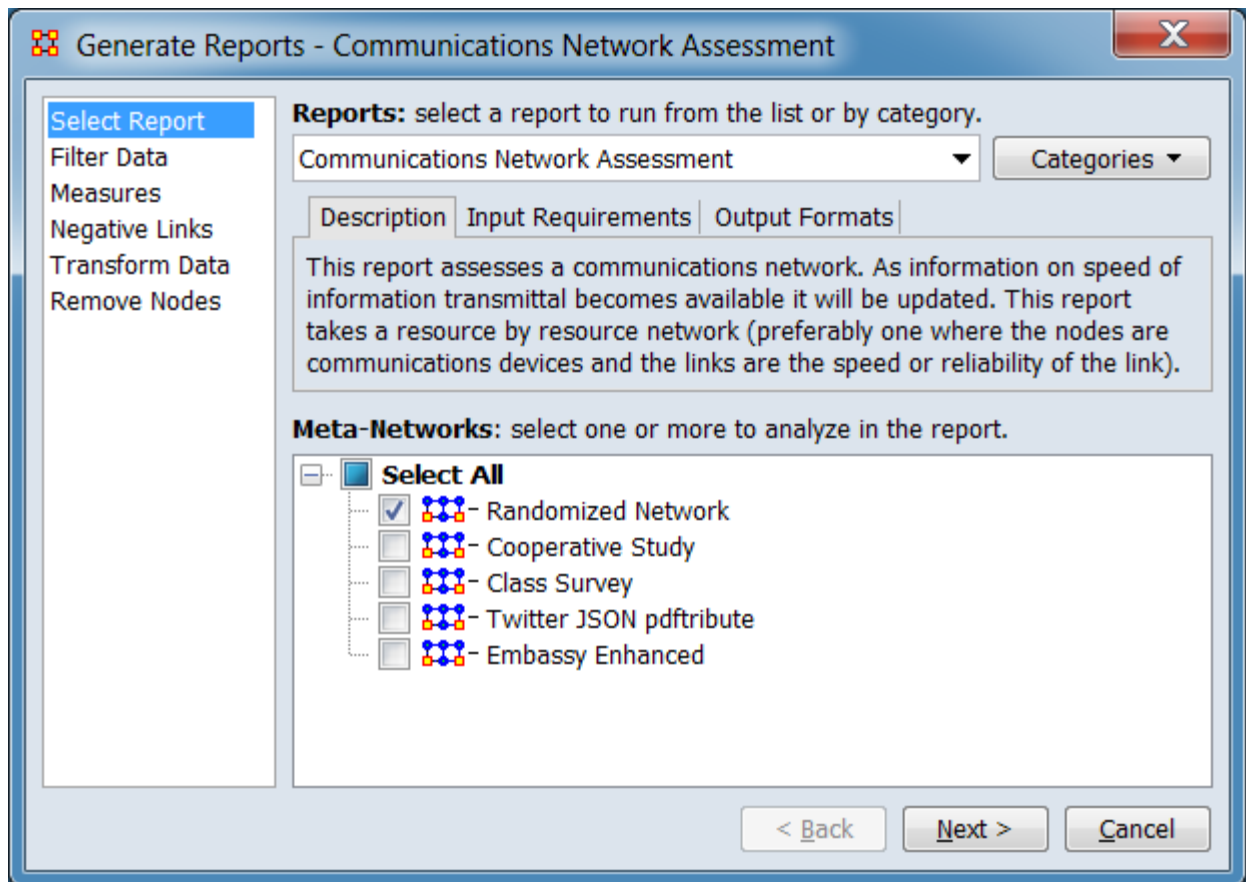 Generate Reports - Communications Network Assessment
X
Select Report
Filter Data
Measures
Negative Links
Transform Data
Remove Nodes
Reports: select a report to run from the list or by category.
Communications Network Assessment
Categories
Description
Input Requirements
Output Formats
This report assesses a communications network. As information on speed of
information transmittal becomes available it will be updated. This report
takes a resource by resource network (preferably one where the nodes are
communications devices and the links are the speed or reliability of the link).
Meta-Networks: select one or more to analyze in the report.
Select All
Randomized Network
Cooperative Study
Class Survey
Twitter JSON pdftribute
Embassy Enhanced
< Back
Next >
Cancel